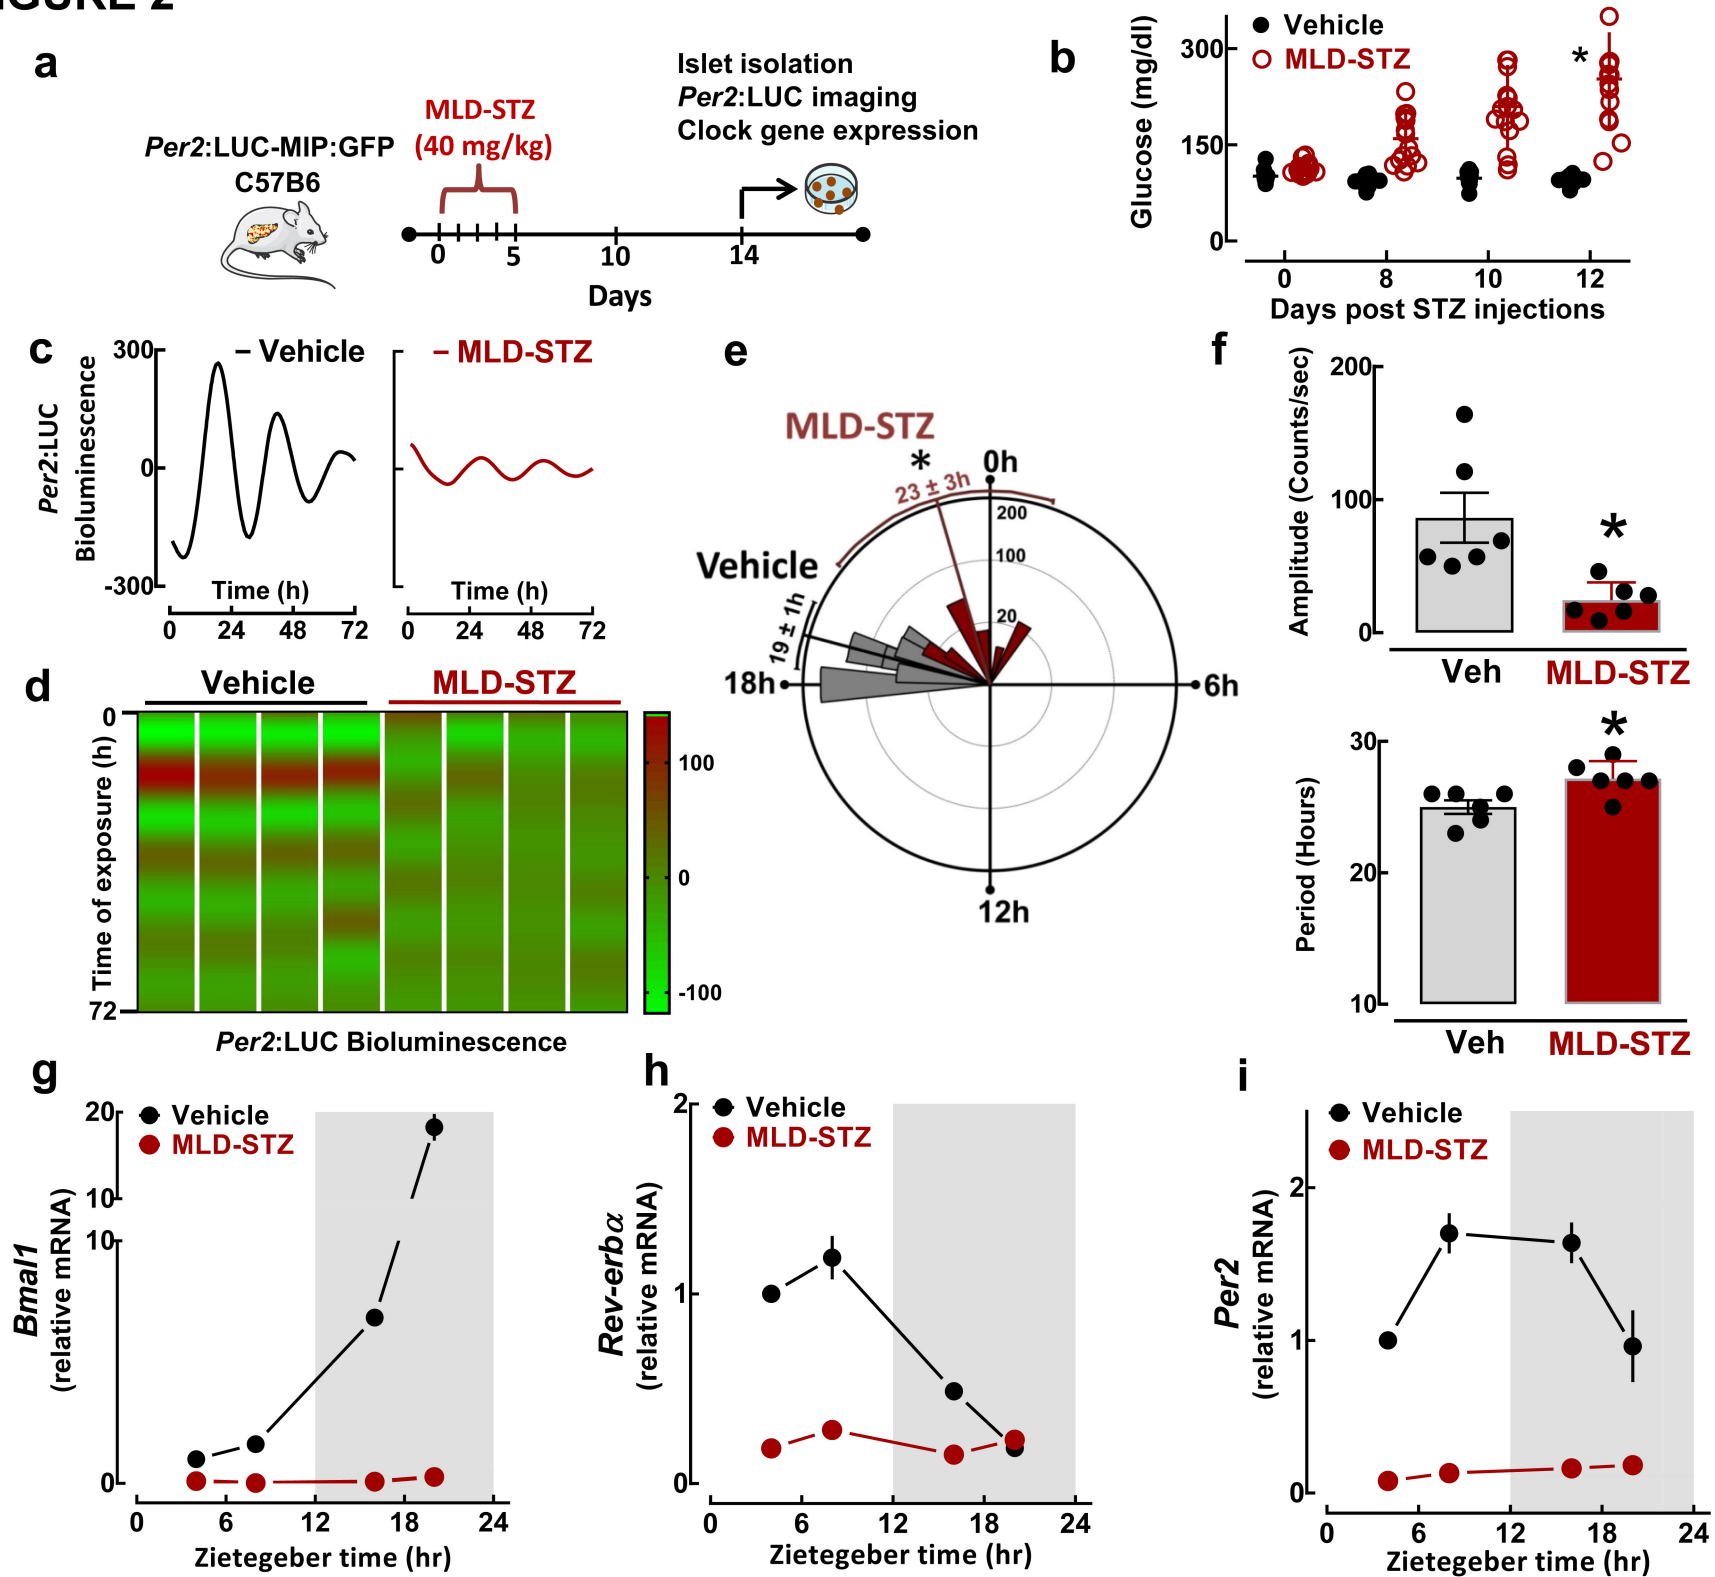 FIGURE 2
a
Per2:LUC-MIP:GFP
C57B6
MLD-STZ
(40 mg/kg)
Islet isolation
Per2:LUC imaging
Clock gene expression
0 5 10 14
Days
b
Glucose (mg/dl)
Vehicle
MLD-STZ
*
300
150
0
0 8 10 12
Days post STZ injections
c
Per2:LUC
Bioluminescence
300
0
-300
Vehicle
MLD-STZ
Time (h)
Time (h)
0 24 48 72
0 24 48 72
d
Vehicle
MLD-STZ
Time of exposure (h)
0
72
100
0
-100
Per2:LUC Bioluminescence
e
MLD-STZ
*
23 ± 3h
0h
200
100
20
Vehicle
19 ± 1h
18h
6h
12h
f
Amplitude (Counts/sec)
200
100
0
*
Veh
MLD-STZ
Period (Hours)
30
20
10
*
Veh
MLD-STZ
g
Bmal1
(relative mRNA)
Vehicle
MLD-STZ
20
10
10
0
0 6 12 18 24
Zietegeber time (hr)
h
Rev-erbα
(relative mRNA)
Vehicle
MLD-STZ
2
1
0
0 6 12 18 24
Zietegeber time (hr)
i
Per2
(relative mRNA)
Vehicle
MLD-STZ
2
1
0
0 6 12 18 24
Zietegeber time (hr)